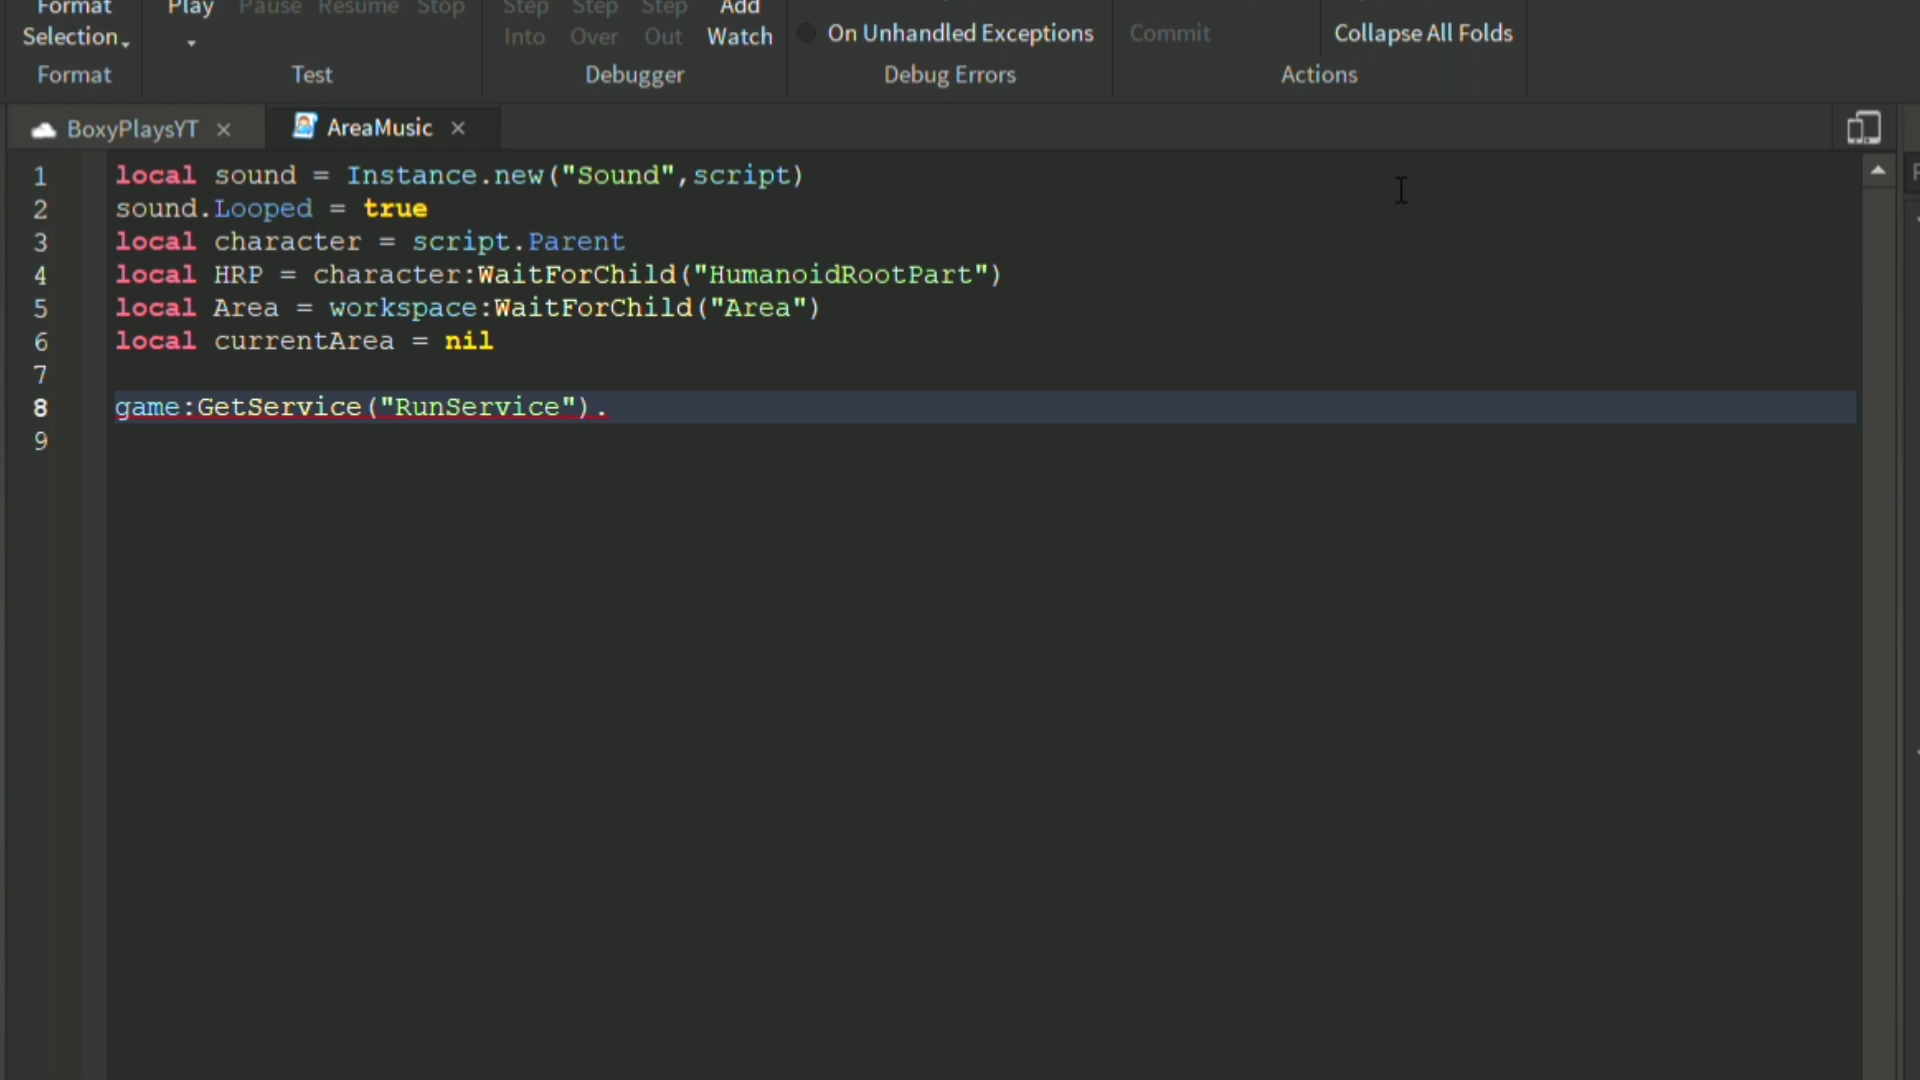 Format Play Pause Resume Stop Step Step Step Add
Selection Into Over Out Watch On Unhandled Exceptions Commit Collapse All Folds
Format Test Debugger Debug Errors Actions
BoxyPlaysYT × AreaMusic ×
1 local sound = Instance.new("Sound",script)
2 sound.Looped = true
3 local character = script.Parent
4 local HRP = character:WaitForChild("HumanoidRootPart")
5 local Area = workspace:WaitForChild("Area")
6 local currentArea = nil
7
8 game:GetService("RunService").
9